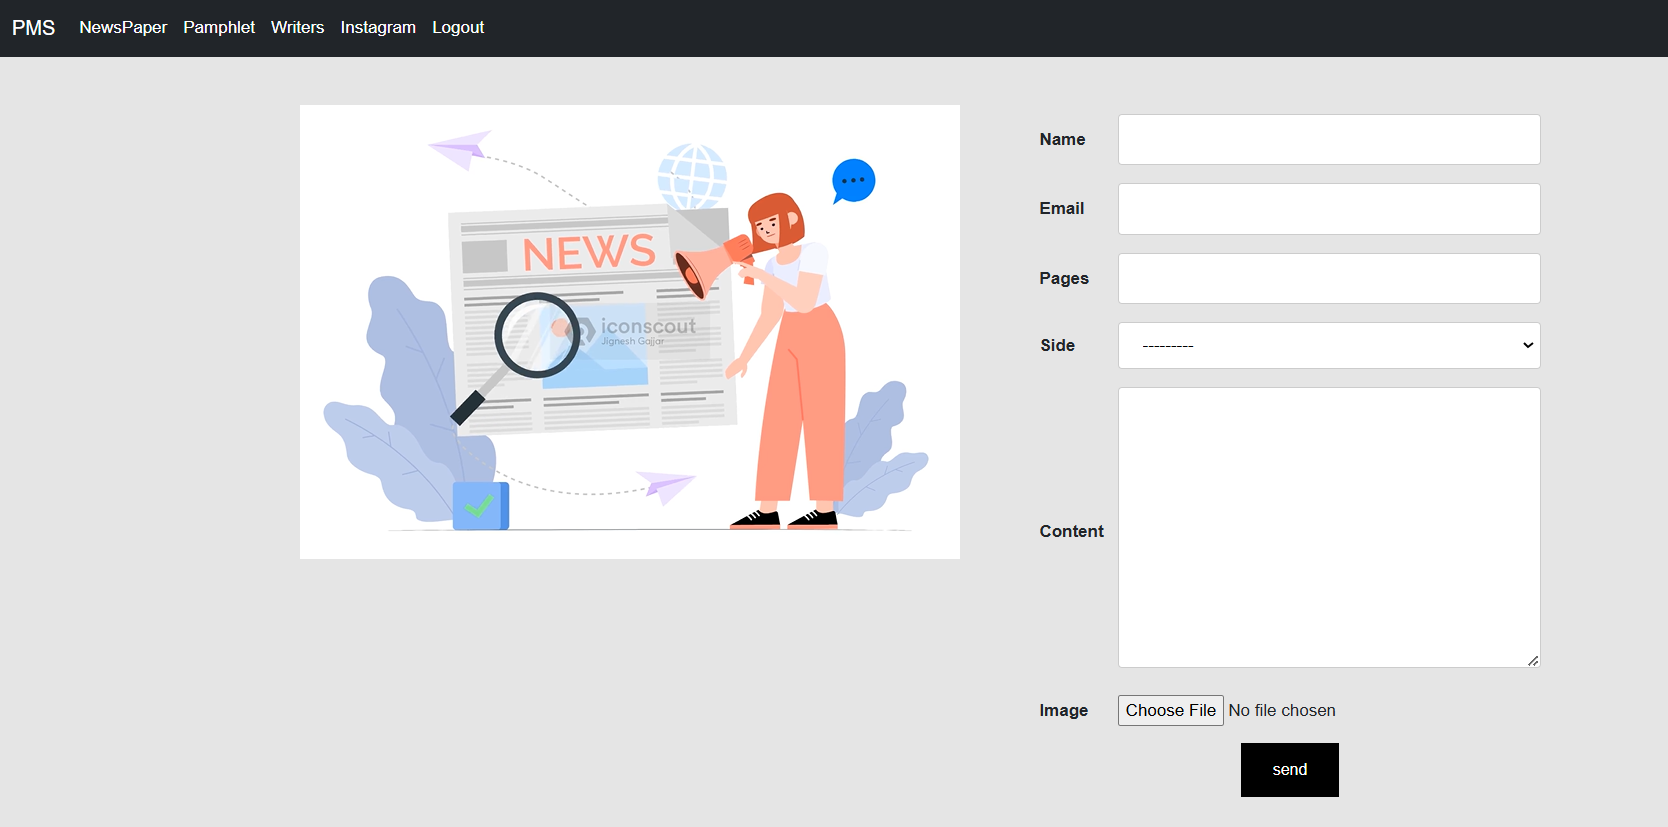 PMS NewsPaper Pamphlet Writers Instagram Logout
NEWS
iconscout
Jignesh Gajjar
Name
Email
Pages
Side
---------
Content
Image Choose File No file chosen
send